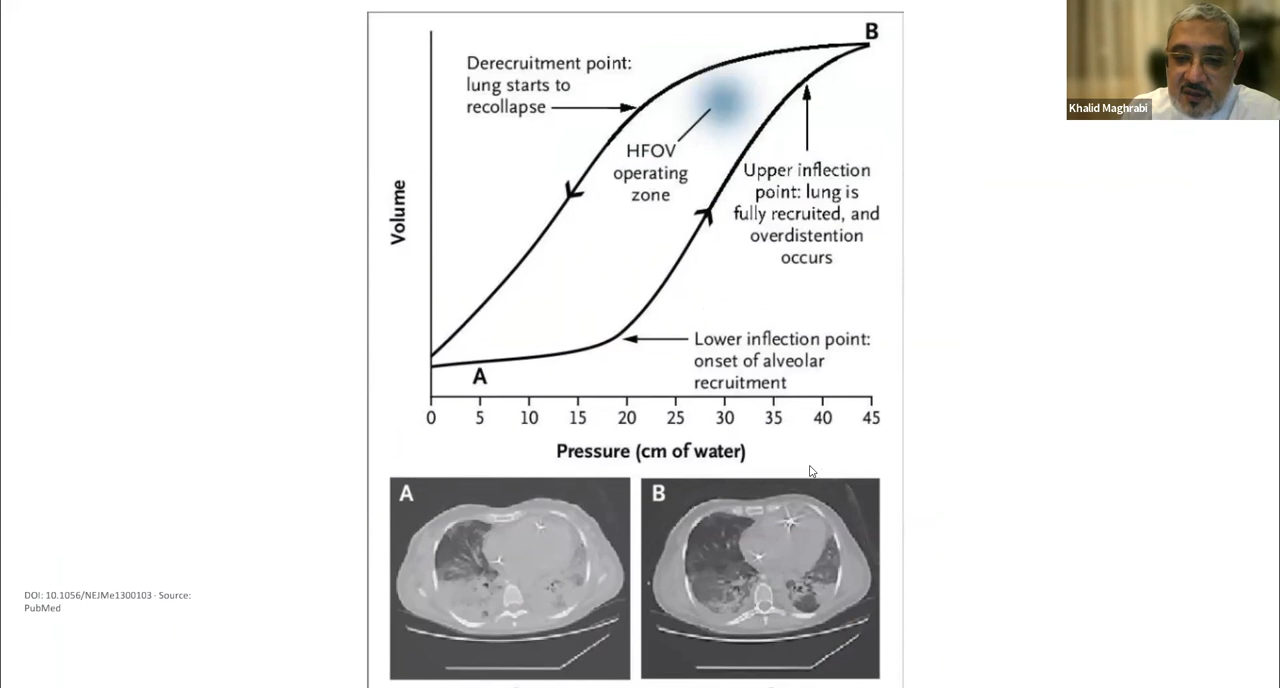 B
Derecruitment point:
lung starts to
recollapse
HFOV
operating
zone
Upper inflection
point: lung is
fully recruited, and
overdistention
occurs
Lower inflection point:
onset of alveolar
recruitment
A
Volume
0 5 10 15 20 25 30 35 40 45
Pressure (cm of water)
A
B
DOI: 10.1056/NEJMe1300103 · Source:
PubMed
Khalid Maghrabi